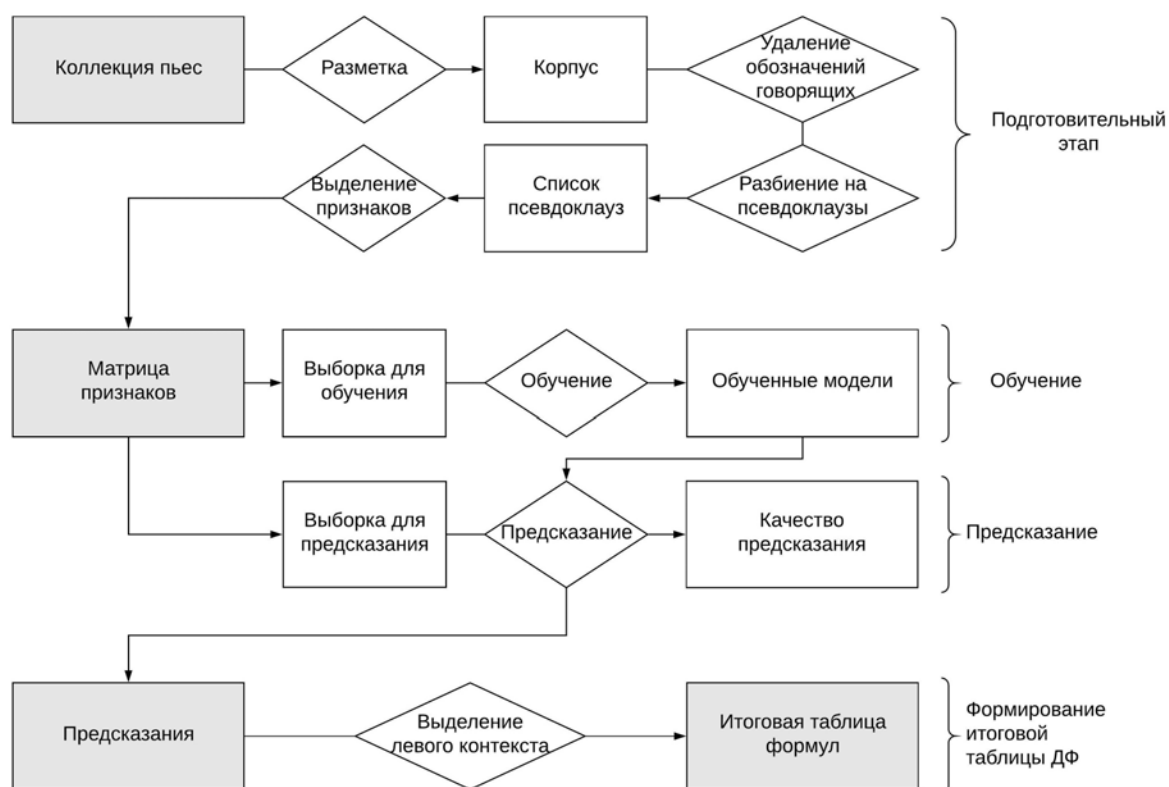 Коллекция пьес
Разметка
Корпус
Удаление
обозначений
говорящих
Подготовительный
этап
Выделение
признаков
Список
псевдоклауз
Разбиение на
псевдоклаузы
Матрица
признаков
Выборка для
обучения
Обучение
Обученные модели
Обучение
Выборка для
предсказания
Предсказание
Качество
предсказания
Предсказание
Предсказания
Выделение
левого контекста
Итоговая таблица
формул
Формирование
итоговой
таблицы ДФ